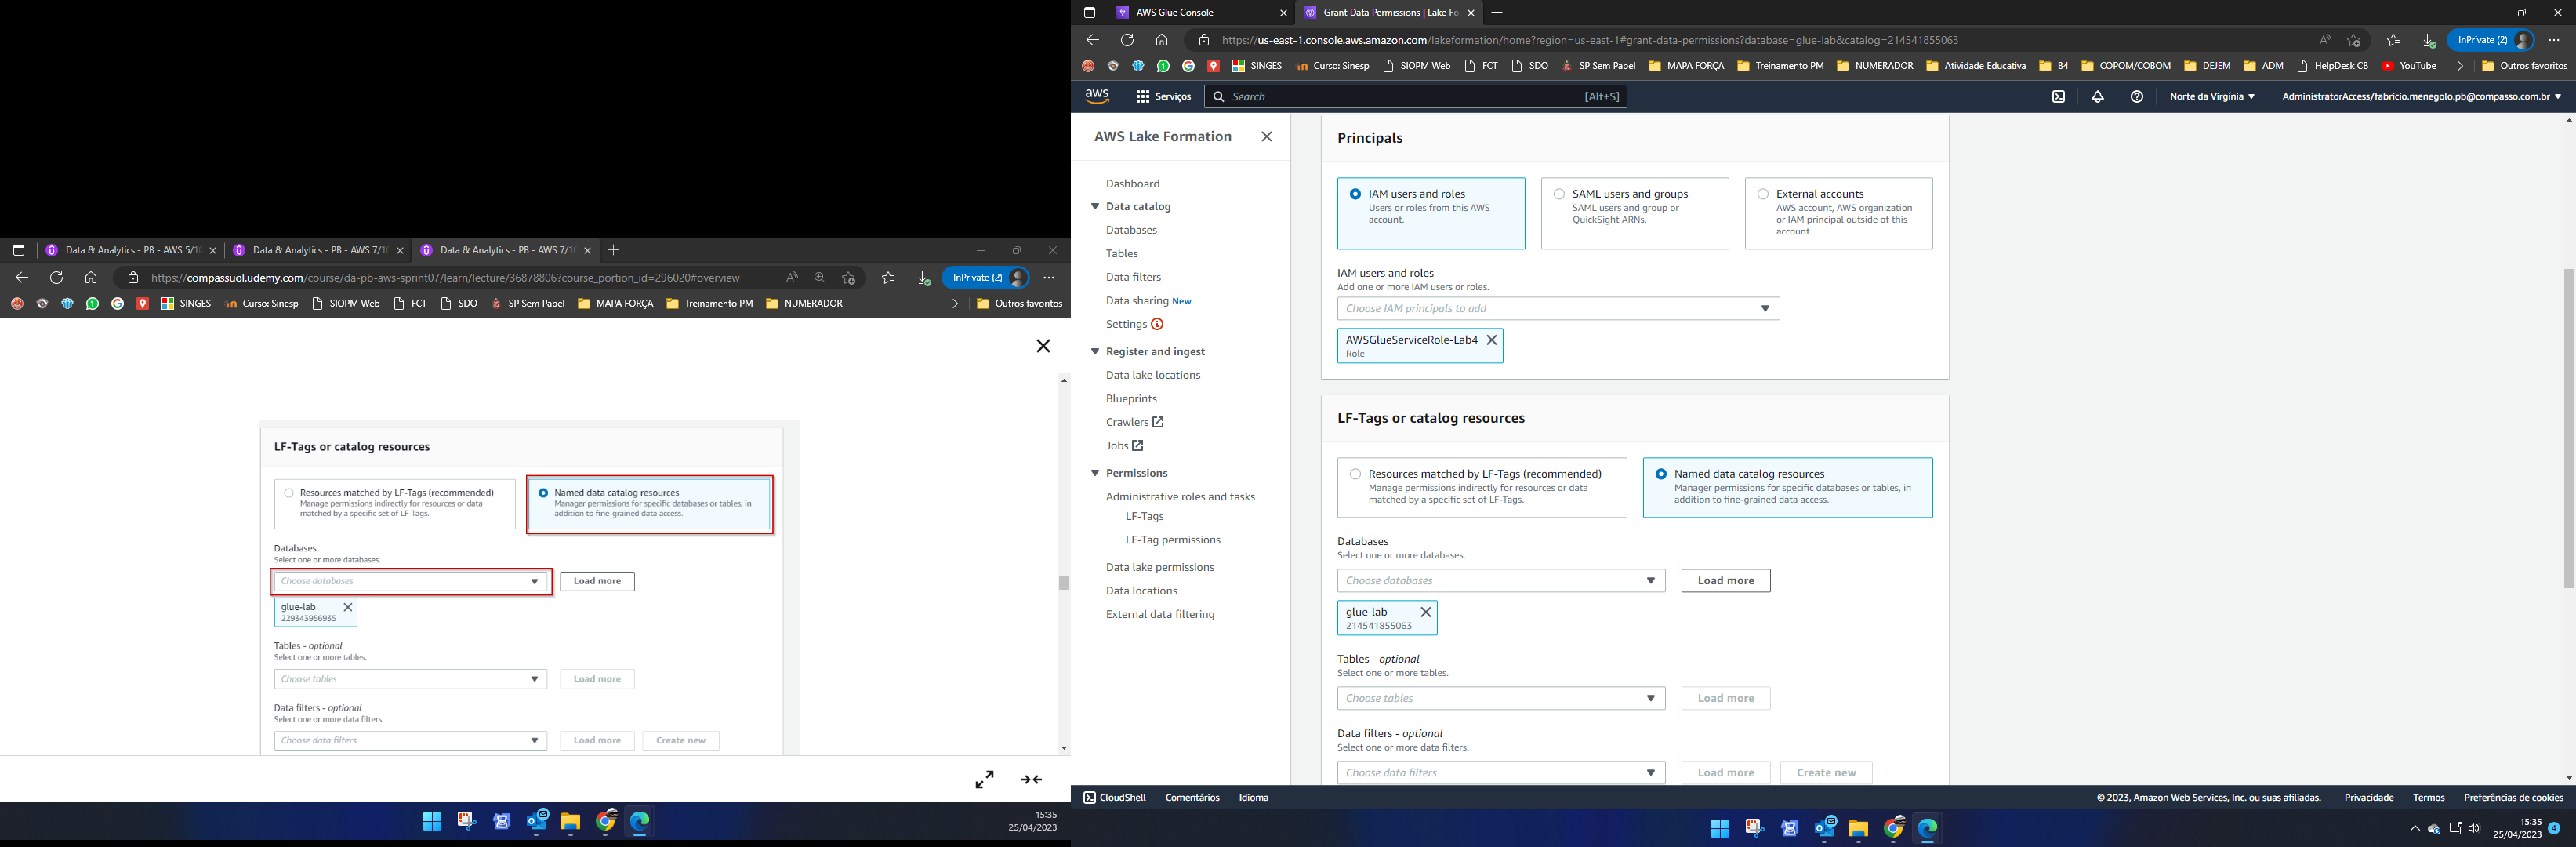 Data & Analytics - PB - AWS 5/1
Data & Analytics - PB - AWS 7/1
Data & Analytics - PB - AWS 7/1
https://compassuol.udemy.com/course/da-pb-aws-sprint07/learn/lecture/36878806?course_portion_id=296020#overview
InPrivate (2)
SINGES
Curso: Sinesp
SIOPM Web
FCT
SDO
SP Sem Papel
MAPA FORÇA
Treinamento PM
NUMERADOR
Outros favoritos
LF-Tags or catalog resources
Resources matched by LF-Tags (recommended)
Manage permissions indirectly for resources or data
matched by a specific set of LF-Tags.
Named data catalog resources
Manager permissions for specific databases or tables, in
addition to fine-grained data access.
Databases
Select one or more databases.
Choose databases
Load more
glue-lab
229343956935
Tables - optional
Select one or more tables.
Choose tables
Load more
Data filters - optional
Select one or more data filters.
Choose data filters
Load more
Create new
15:35
25/04/2023
AWS Glue Console
Grant Data Permissions | Lake Fo
https://us-east-1.console.aws.amazon.com/lakeformation/home?region=us-east-1#grant-data-permissions?database=glue-lab&catalog=214541855063
InPrivate (2)
SINGES
Curso: Sinesp
SIOPM Web
FCT
SDO
SP Sem Papel
MAPA FORÇA
Treinamento PM
NUMERADOR
Atividade Educativa
B4
COPOM/COBOM
DEJEM
ADM
HelpDesk CB
YouTube
Outros favoritos
aws
Serviços
Search
[Alt+S]
Norte da Virgínia
AdministratorAccess/fabricio.menegolo.pb@compasso.com.br
AWS Lake Formation
Dashboard
Data catalog
Databases
Tables
Data filters
Data sharing New
Settings
Register and ingest
Data lake locations
Blueprints
Crawlers
Jobs
Permissions
Administrative roles and tasks
LF-Tags
LF-Tag permissions
Data lake permissions
Data locations
External data filtering
Principals
IAM users and roles
Users or roles from this AWS
account.
SAML users and groups
SAML users and group or
QuickSight ARNs.
External accounts
AWS account, AWS organization
or IAM principal outside of this
account
IAM users and roles
Add one or more IAM users or roles.
Choose IAM principals to add
AWSGlueServiceRole-Lab4
Role
LF-Tags or catalog resources
Resources matched by LF-Tags (recommended)
Manage permissions indirectly for resources or data
matched by a specific set of LF-Tags.
Named data catalog resources
Manager permissions for specific databases or tables, in
addition to fine-grained data access.
Databases
Select one or more databases.
Choose databases
Load more
glue-lab
214541855063
Tables - optional
Select one or more tables.
Choose tables
Load more
Data filters - optional
Select one or more data filters.
Choose data filters
Load more
Create new
CloudShell
Comentários
Idioma
© 2023, Amazon Web Services, Inc. ou suas afiliadas.
Privacidade
Termos
Preferências de cookies
15:35
25/04/2023
4